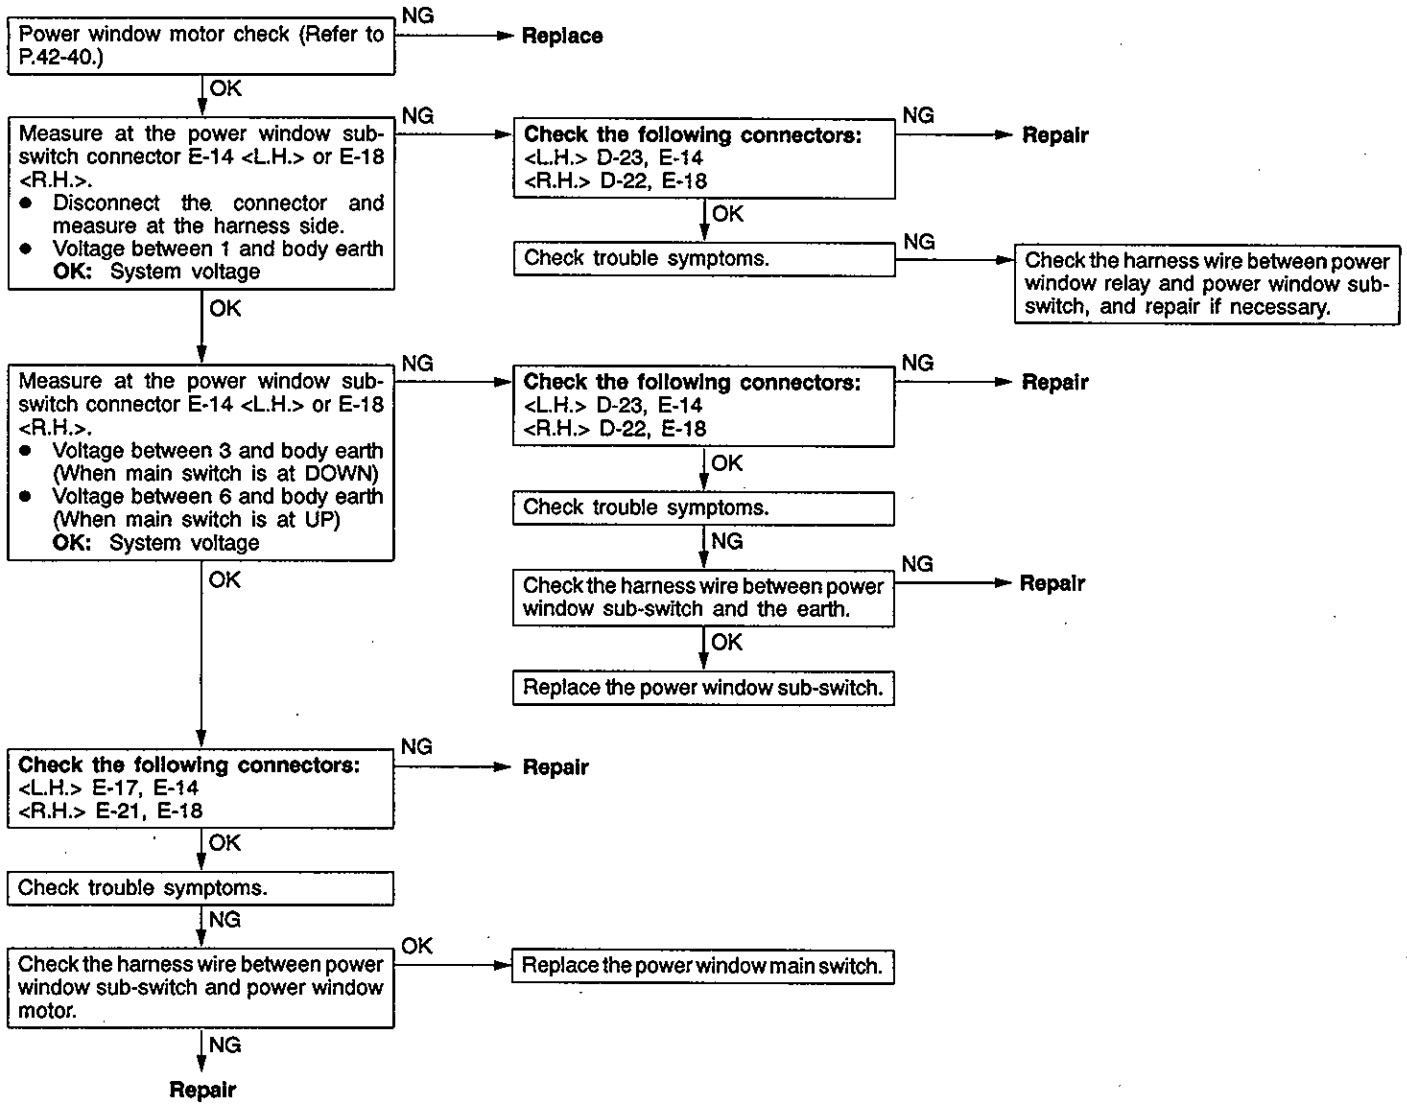 Power window motor check (Refer to
P.42-40.)
NG
Replace
OK
Measure at the power window sub-
switch connector E-14 <L.H.> or E-18
<R.H.>.
● Disconnect the connector and
measure at the harness side.
● Voltage between 1 and body earth
OK: System voltage
NG
Check the following connectors:
<L.H.> D-23, E-14
<R.H.> D-22, E-18
NG
Repair
OK
Check trouble symptoms.
NG
Check the harness wire between power
window relay and power window sub-
switch, and repair if necessary.
OK
Measure at the power window sub-
switch connector E-14 <L.H.> or E-18
<R.H.>.
● Voltage between 3 and body earth
(When main switch is at DOWN)
● Voltage between 6 and body earth
(When main switch is at UP)
OK: System voltage
NG
Check the following connectors:
<L.H.> D-23, E-14
<R.H.> D-22, E-18
NG
Repair
OK
Check trouble symptoms.
NG
Check the harness wire between power
window sub-switch and the earth.
NG
Repair
OK
Replace the power window sub-switch.
OK
Check the following connectors:
<L.H.> E-17, E-14
<R.H.> E-21, E-18
NG
Repair
OK
Check trouble symptoms.
NG
Check the harness wire between power
window sub-switch and power window
motor.
OK
Replace the power window main switch.
NG
Repair